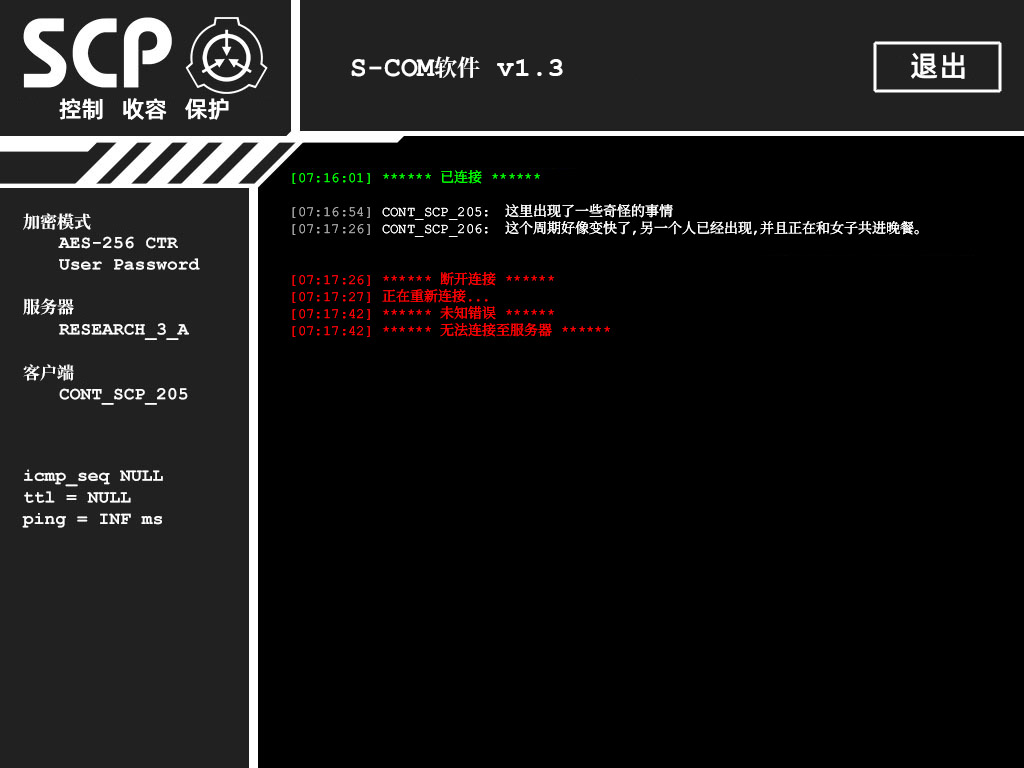 SCP
控制 收容 保护
S-COM软件 v1.3
退出
加密模式
AES-256 CTR
User Password
服务器
RESEARCH_3_A
客户端
CONT_SCP_205
icmp_seq NULL
ttl = NULL
ping = INF ms
[07:16:01] ****** 已连接 ******
[07:16:54] CONT_SCP_205: 这里出现了一些奇怪的事情
[07:17:26] CONT_SCP_206: 这个周期好像变快了,另一个人已经出现,并且正在和女子共进晚餐。
[07:17:26] ****** 断开连接 ******
[07:17:27] 正在重新连接...
[07:17:42] ****** 未知错误 ******
[07:17:42] ****** 无法连接至服务器 ******